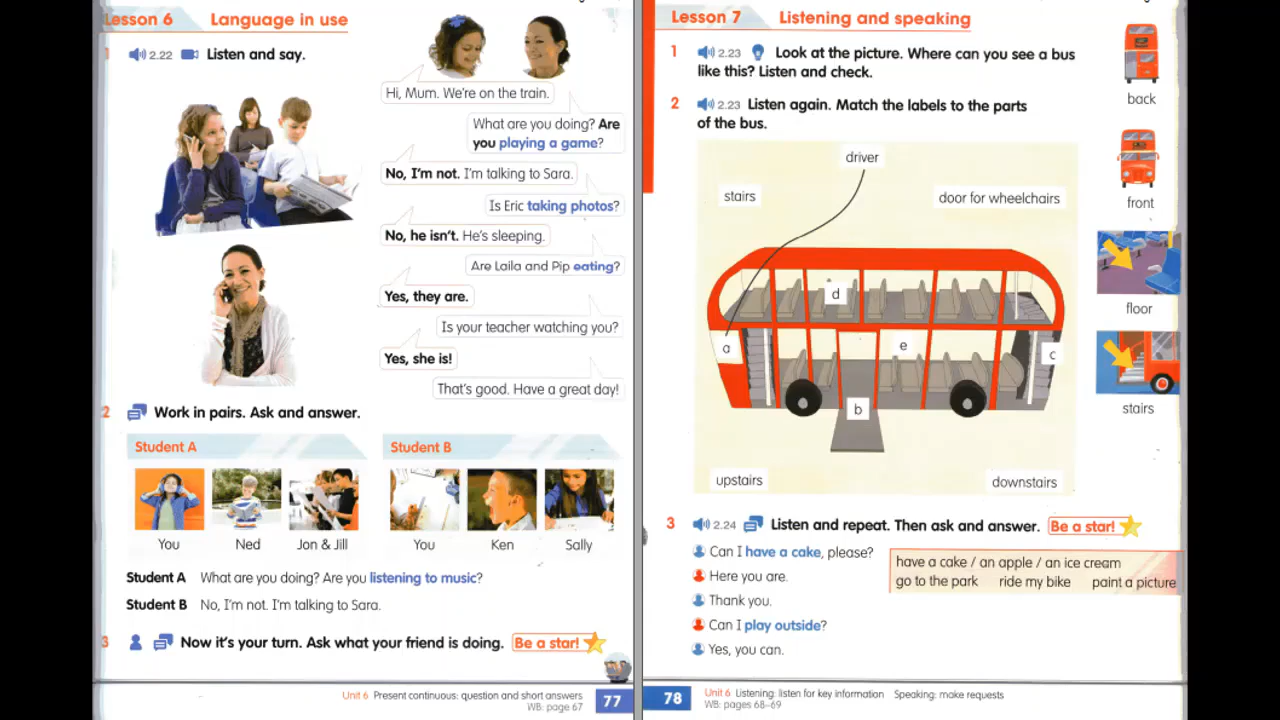 Lesson 6 Language in use
1 2.22 Listen and say.
Hi, Mum. We're on the train.
What are you doing? Are
you playing a game?
No, I'm not. I'm talking to Sara.
Is Eric taking photos?
No, he isn't. He's sleeping.
Are Laila and Pip eating?
Yes, they are.
Is your teacher watching you?
Yes, she is!
That's good. Have a great day!
2 Work in pairs. Ask and answer.
Student A
You Ned Jon & Jill
Student B
You Ken Sally
Student A What are you doing? Are you listening to music?
Student B No, I'm not. I'm talking to Sara.
3 Now it's your turn. Ask what your friend is doing. Be a star!
Unit 6 Present continuous: question and short answers
WB: page 67
77
Lesson 7 Listening and speaking
1 2.23 Look at the picture. Where can you see a bus
like this? Listen and check.
2 2.23 Listen again. Match the labels to the parts
of the bus.
driver
stairs
door for wheelchairs
d
a
e
c
b
upstairs
downstairs
back
front
floor
stairs
3 2.24 Listen and repeat. Then ask and answer. Be a star!
Can I have a cake, please?
Here you are.
Thank you.
Can I play outside?
Yes, you can.
have a cake / an apple / an ice cream
go to the park ride my bike paint a picture
78
Unit 6 Listening: listen for key information Speaking: make requests
WB: pages 68–69